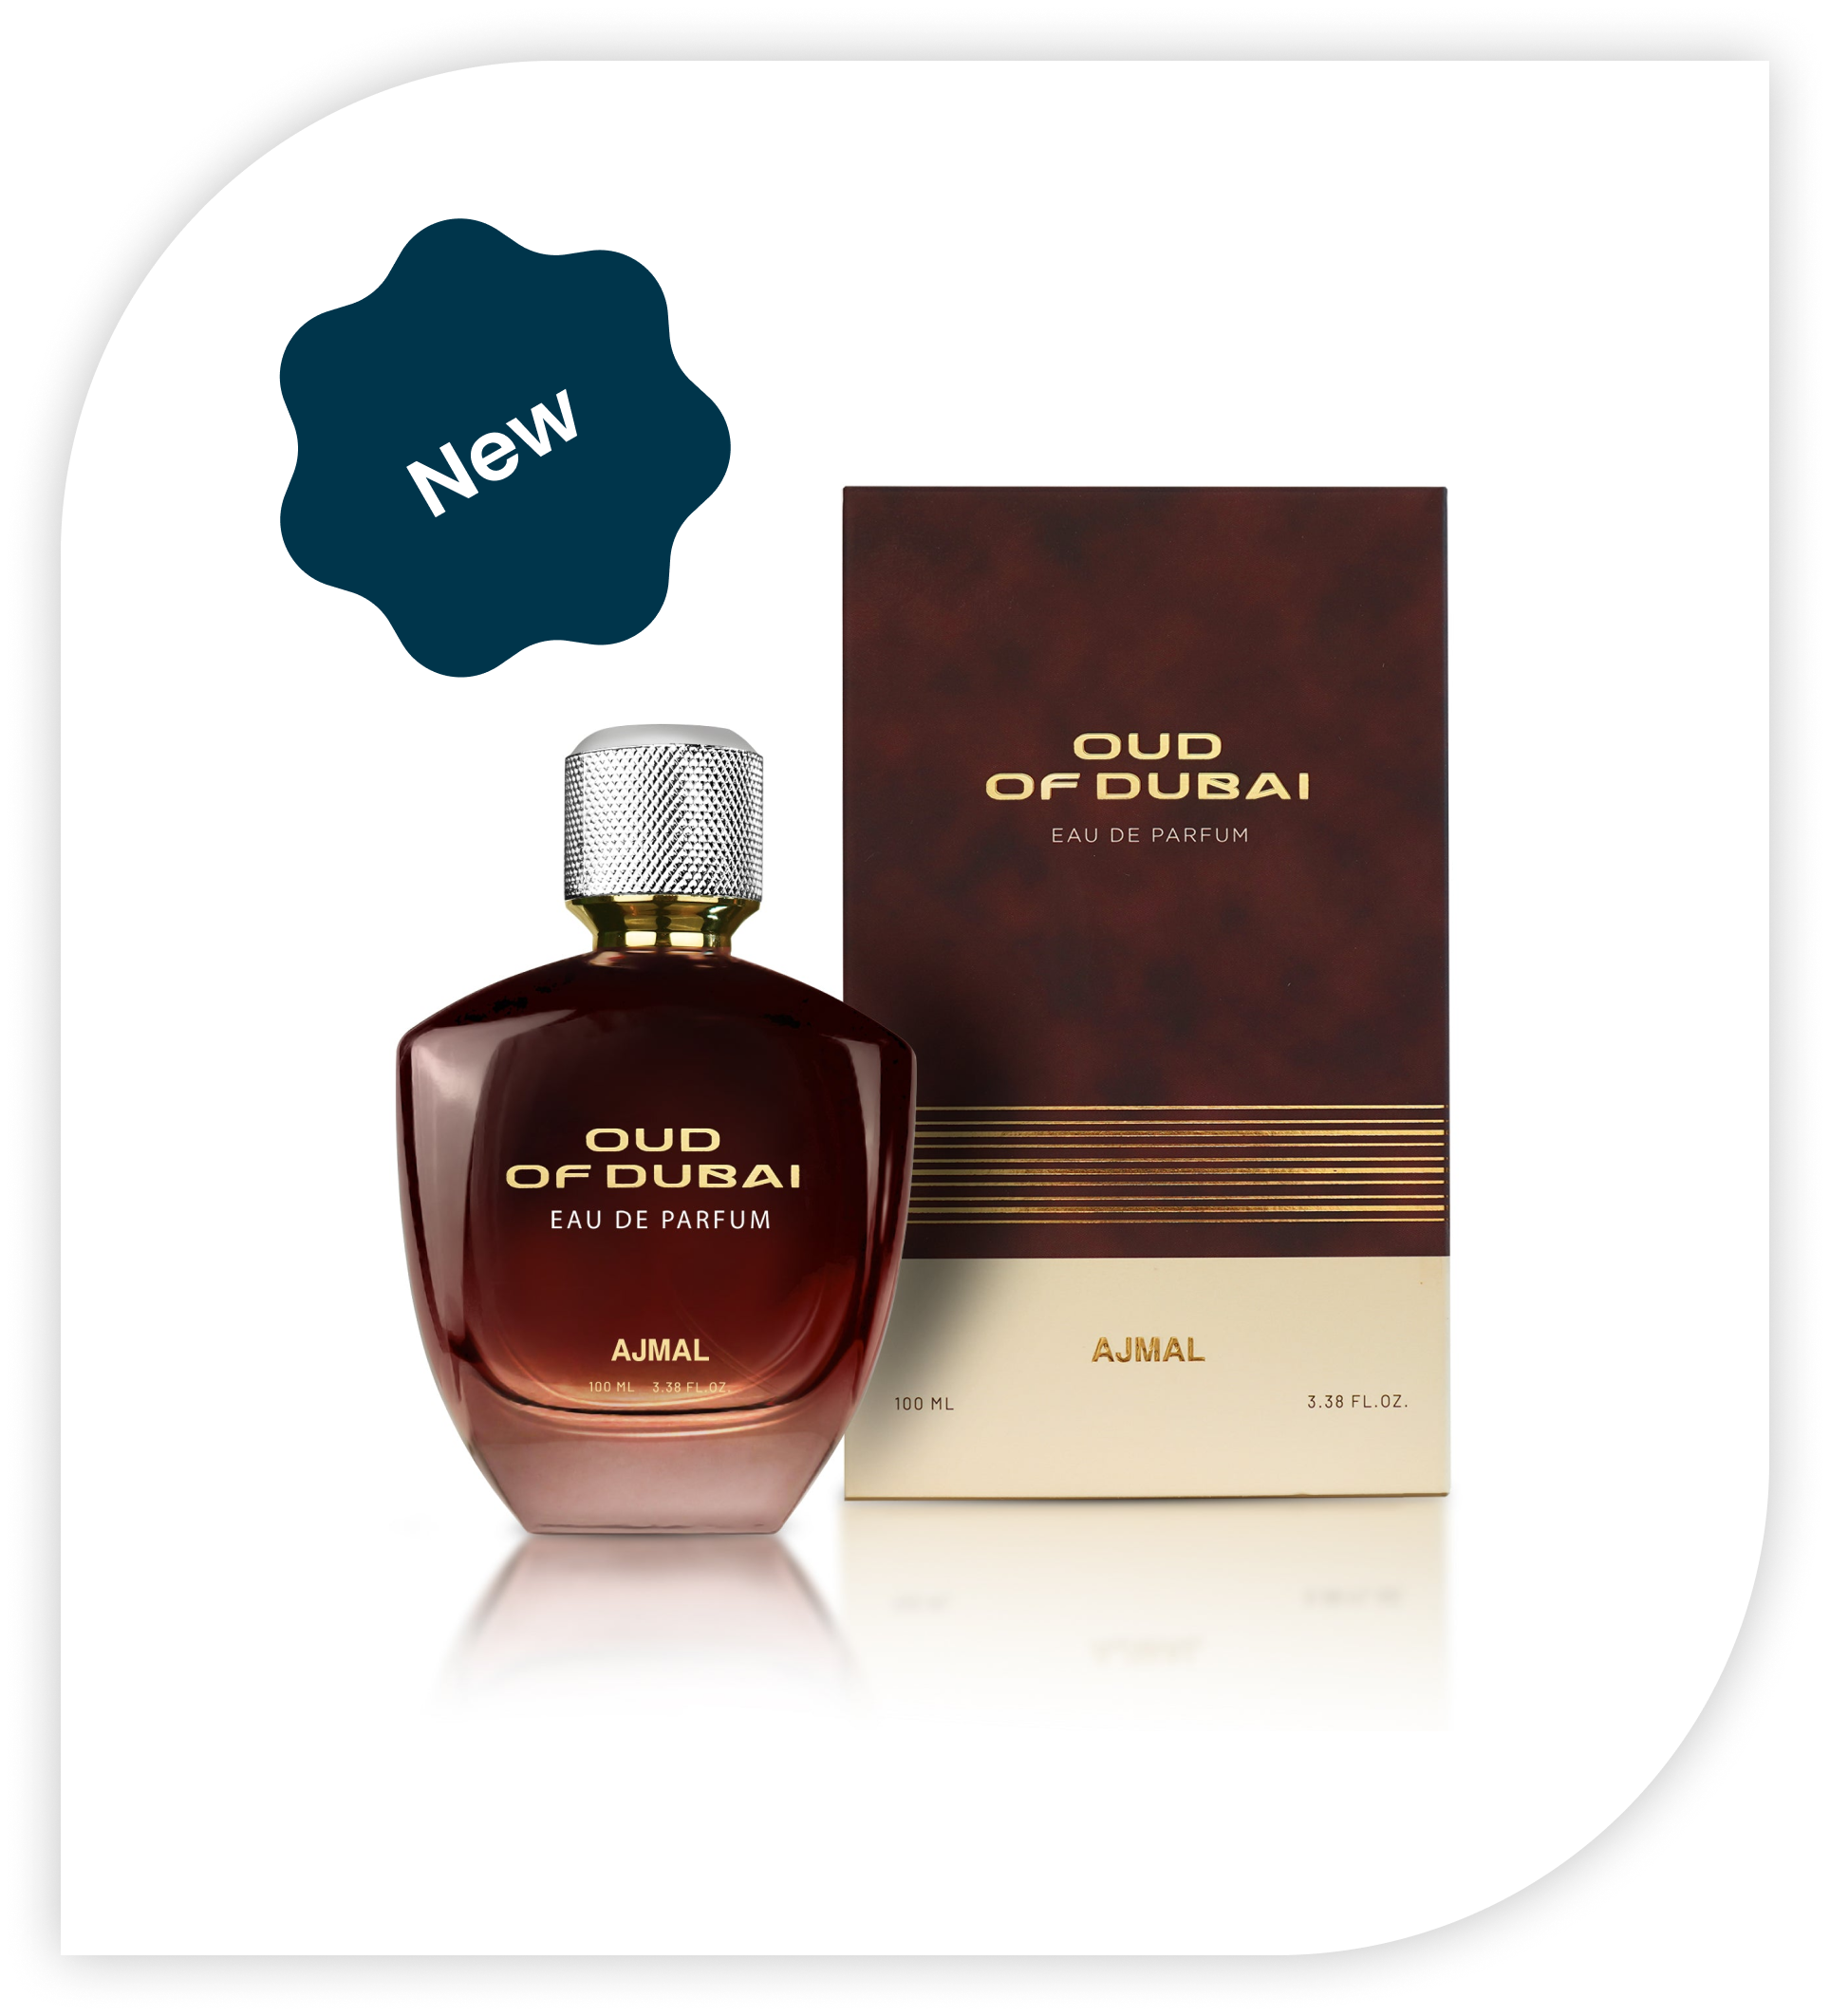 New
OUD
OF DUBAI
EAU DE PARFUM
AJMAL
100 ML 3.38 FL.OZ.
OUD
OF DUBAI
EAU DE PARFUM
AJMAL
100 ML 3.38 FL.OZ.